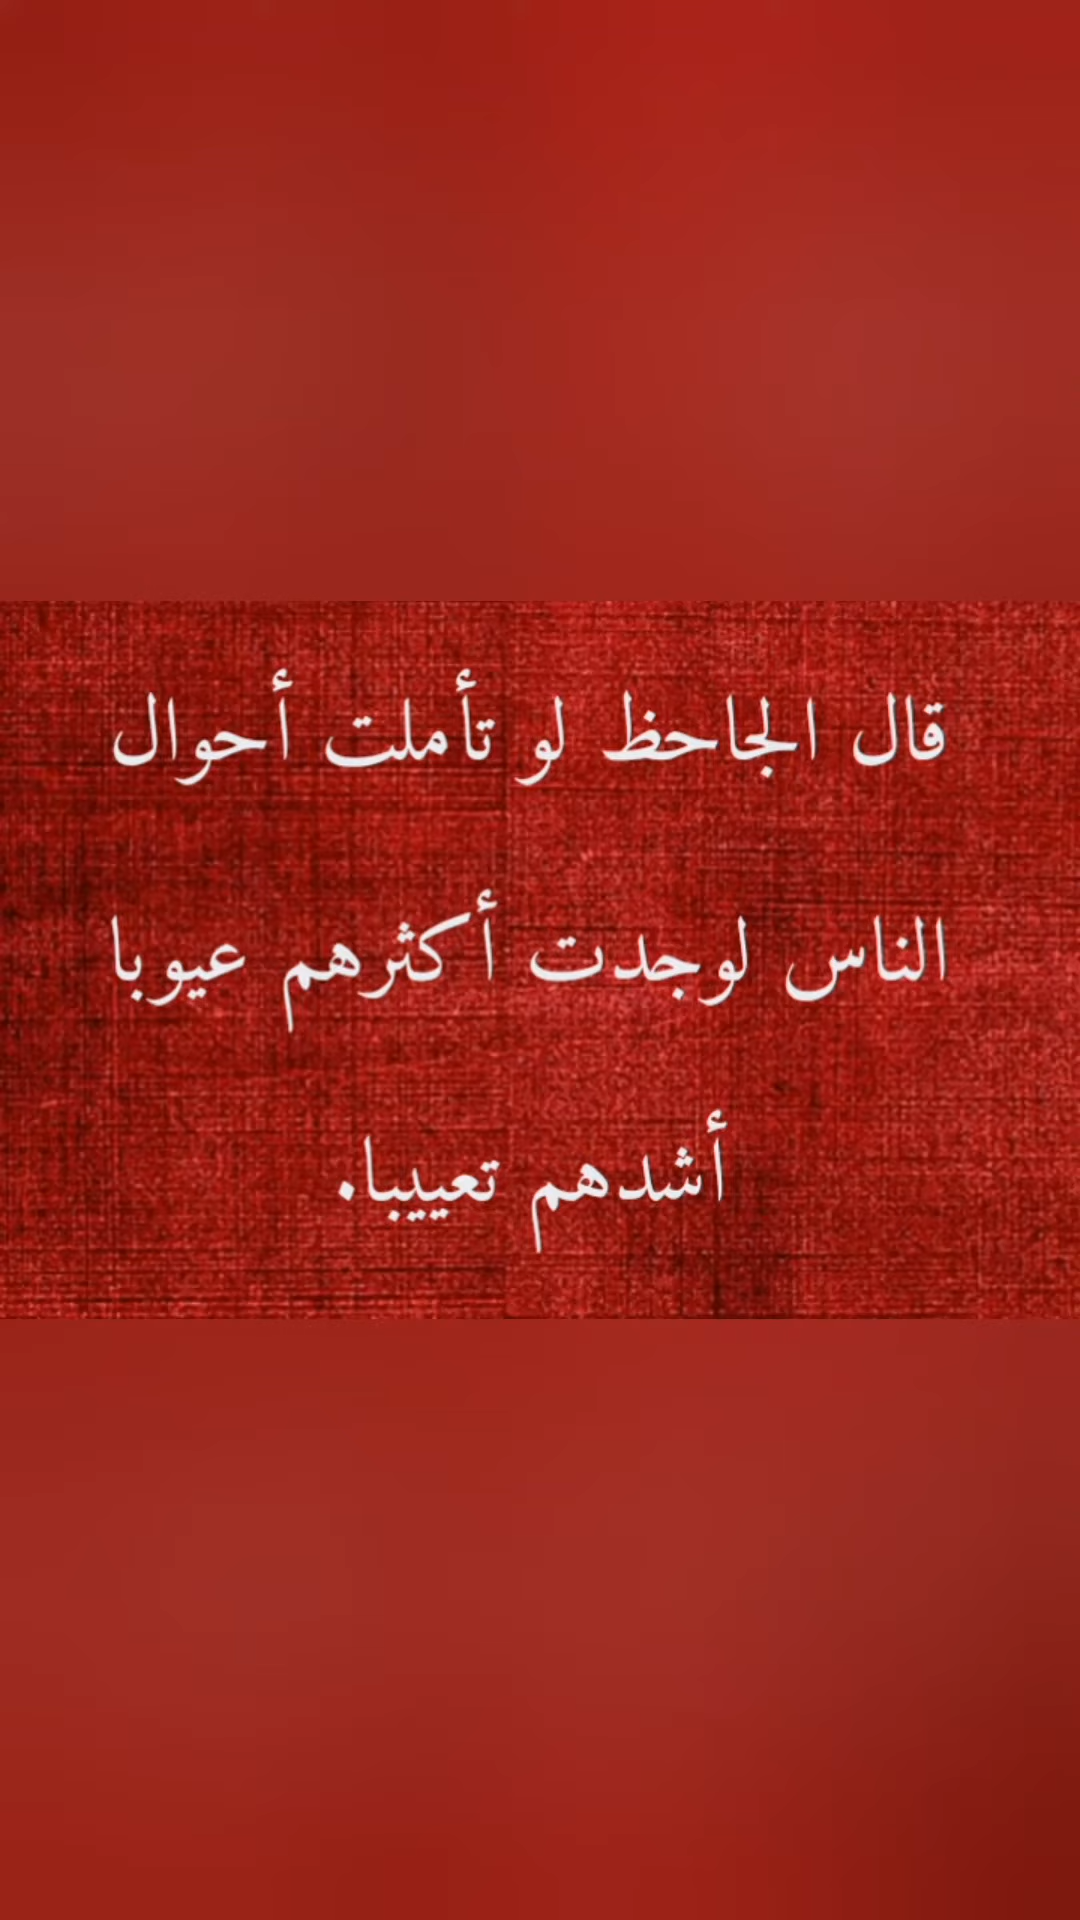 قال الجاحظ لو تأملت أحوال
الناس لوجدت أكثرهم عيوبا
أشدهم تعييبا.